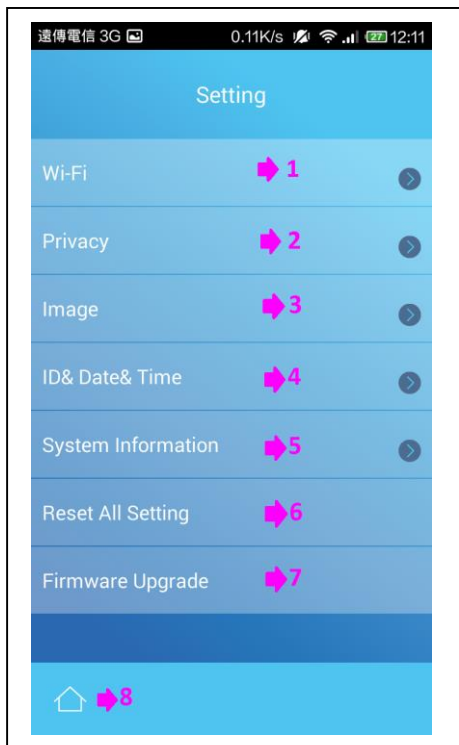 遠傳電信 3G 0.11K/s 27 12:11
Setting
Wi-Fi 1
Privacy 2
Image 3
ID& Date& Time 4
System Information 5
Reset All Setting 6
Firmware Upgrade 7
8